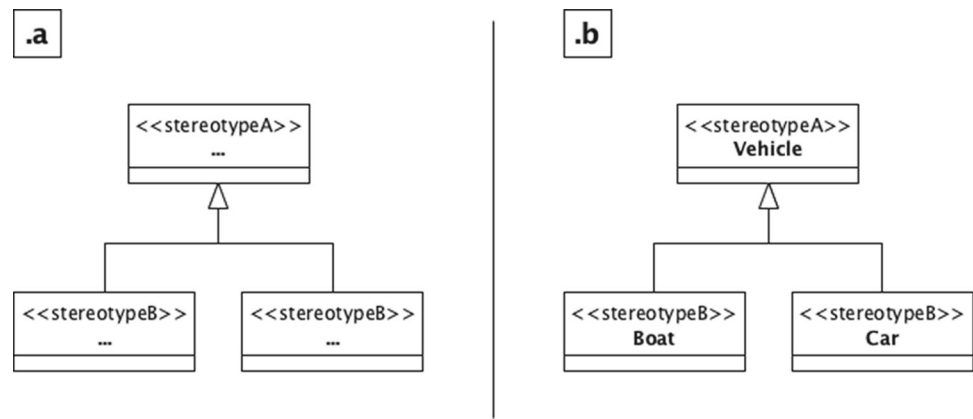 .a
<<stereotypeA>>
...
<<stereotypeB>>
...
<<stereotypeB>>
...
.b
<<stereotypeA>>
Vehicle
<<stereotypeB>>
Boat
<<stereotypeB>>
Car